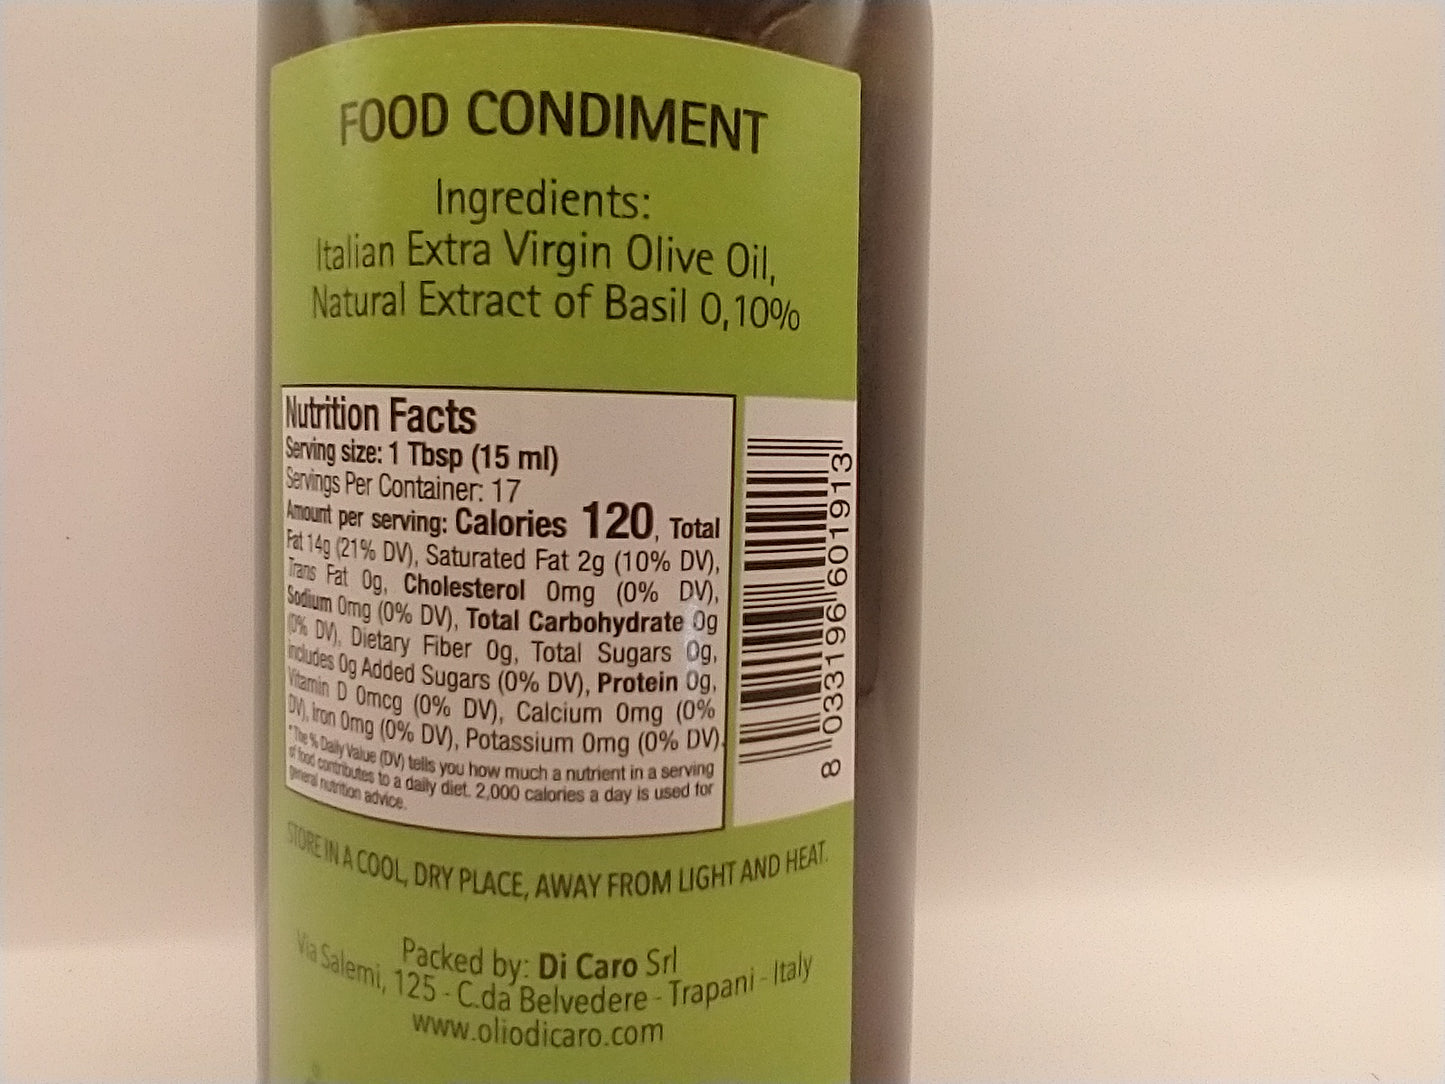 FOOD CONDIMENT
Ingredients:
Italian Extra Virgin Olive Oil,
Natural Extract of Basil 0,10%
Nutrition Facts
Serving size: 1 Tbsp (15 ml)
Servings Per Container: 17
Amount per serving: Calories 120, Total
Fat 14g (21% DV), Saturated Fat 2g (10% DV),
Trans Fat 0g, Cholesterol 0mg (0% DV),
Sodium 0mg (0% DV), Total Carbohydrate 0g
(0% DV), Dietary Fiber 0g, Total Sugars 0g,
includes 0g Added Sugars (0% DV), Protein 0g,
Vitamin D 0mcg (0% DV), Calcium 0mg (0%
DV), Iron 0mg (0% DV), Potassium 0mg (0% DV).
*The % Daily Value (DV) tells you how much a nutrient in a serving
of food contributes to a daily diet. 2,000 calories a day is used for
general nutrition advice.
8 033196 601913
STORE IN A COOL, DRY PLACE, AWAY FROM LIGHT AND HEAT.
Packed by: Di Caro Srl
Via Salemi, 125 - C.da Belvedere - Trapani - Italy
www.oliodicaro.com